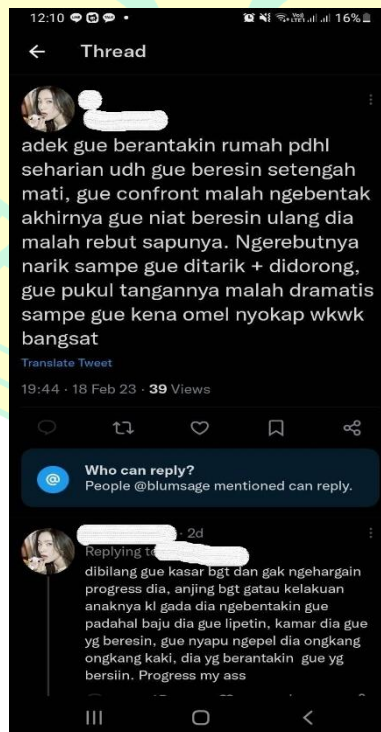 12:10
16%
Thread
adek gue berantakin rumah pdhl
seharian udh gue beresin setengah
mati, gue confront malah ngebentak
akhirnya gue niat beresin ulang dia
malah rebut sapunya. Ngerebutnya
narik sampe gue ditarik + didorong,
gue pukul tangannya malah dramatis
sampe gue kena omel nyokap wkwk
bangsat
Translate Tweet
19:44 · 18 Feb 23 · 39 Views
Who can reply?
People @blumsage mentioned can reply.
· 2d
Replying to
dibilang gue kasar bgt dan gak ngehargain
progress dia, anjing bgt gatau kelakuan
anaknya kl gada dia ngebentakin gue
padahal baju dia gue lipetin, kamar dia gue
yg beresin, gue nyapu ngepel dia ongkang
ongkang kaki, dia yg berantakin gue yg
bersiin. Progress my ass